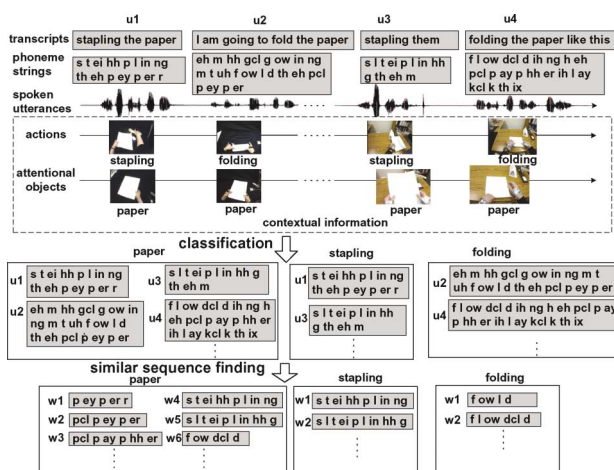 u1 u2 u3 u4
transcripts stapling the paper I am going to fold the paper stapling them folding the paper like this
phoneme strings
s t ei hh p l in ng
th eh p ey p er r
eh m hh gcl g ow in ng
m t uh f ow l d th eh pcl
p ey p er
s l t ei p l in hh
g th eh m
f l ow dcl d ih ng h eh
pcl p ay p hh er ih l ay
kcl k th ix
spoken utterances
actions
stapling folding stapling folding
attentional objects
paper paper paper paper
contextual information
classification
paper stapling folding
u1
s t ei hh p l in ng
th eh p ey p er r
u2
eh m hh gcl g ow in
ng m t uh f ow l d
th eh pcl p ey p er
u3
s l t ei p l in hh g
th eh m
u4
f l ow dcl d ih ng h
eh pcl p ay p hh er
ih l ay kcl k th ix
u1
s t ei hh p l in ng
th eh p ey p er r
u3
s l t ei p l in hh
g th eh m
u2
eh m hh gcl g ow in ng m t
uh f ow l d th eh pcl p ey p er
u4
f l ow dcl d ih ng h eh pcl p ay
p hh er ih l ay kcl k th ix
similar sequence finding
paper stapling folding
w1 p ey p er r
w2 pcl p ey p er
w3 pcl p ay p hh er
w4 s t ei hh p l in ng
w5 s l t ei p l in hh g
w6 f ow dcl d
w1 s t ei hh p l in ng
w2 s l t ei p l in hh g
w1 f ow l d
w2 f l ow dcl d